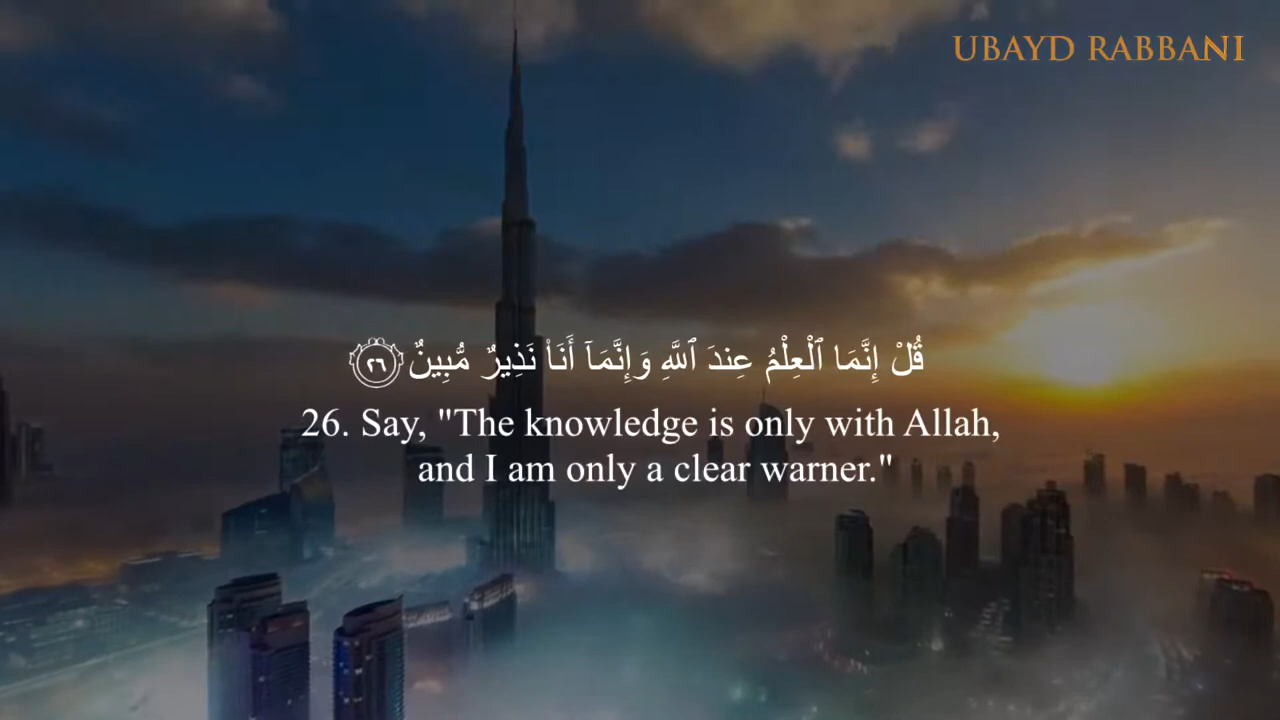 UBAYD RABBANI
قُلْ إِنَّمَا ٱلْعِلْمُ عِندَ ٱللَّهِ وَإِنَّمَآ أَنَا۠ نَذِيرٌ مُّبِينٌ ٢٦
26. Say, "The knowledge is only with Allah,
and I am only a clear warner."